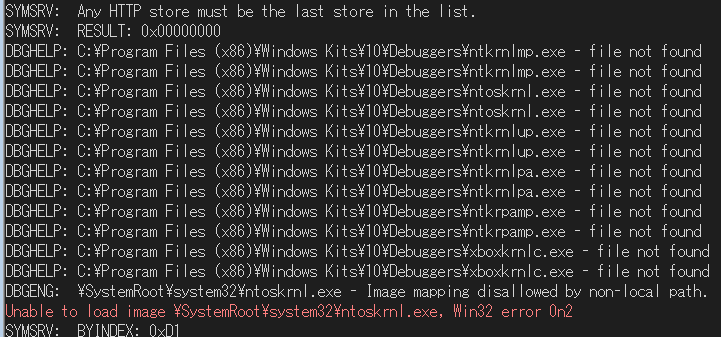 SYMSRV:  Any HTTP store must be the last store in the list.
SYMSRV:  RESULT: 0x00000000
DBGHELP: C:¥Program Files (x86)¥Windows Kits¥10¥Debuggers¥ntkrnlmp.exe - file not found
DBGHELP: C:¥Program Files (x86)¥Windows Kits¥10¥Debuggers¥ntkrnlmp.exe - file not found
DBGHELP: C:¥Program Files (x86)¥Windows Kits¥10¥Debuggers¥ntoskrnl.exe - file not found
DBGHELP: C:¥Program Files (x86)¥Windows Kits¥10¥Debuggers¥ntoskrnl.exe - file not found
DBGHELP: C:¥Program Files (x86)¥Windows Kits¥10¥Debuggers¥ntkrnlup.exe - file not found
DBGHELP: C:¥Program Files (x86)¥Windows Kits¥10¥Debuggers¥ntkrnlup.exe - file not found
DBGHELP: C:¥Program Files (x86)¥Windows Kits¥10¥Debuggers¥ntkrnlpa.exe - file not found
DBGHELP: C:¥Program Files (x86)¥Windows Kits¥10¥Debuggers¥ntkrnlpa.exe - file not found
DBGHELP: C:¥Program Files (x86)¥Windows Kits¥10¥Debuggers¥ntkrpamp.exe - file not found
DBGHELP: C:¥Program Files (x86)¥Windows Kits¥10¥Debuggers¥ntkrpamp.exe - file not found
DBGHELP: C:¥Program Files (x86)¥Windows Kits¥10¥Debuggers¥xboxkrnlc.exe - file not found
DBGHELP: C:¥Program Files (x86)¥Windows Kits¥10¥Debuggers¥xboxkrnlc.exe - file not found
DBGENG:  ¥SystemRoot¥system32¥ntoskrnl.exe - Image mapping disallowed by non-local path.
Unable to load image ¥SystemRoot¥system32¥ntoskrnl.exe, Win32 error 0n2
SYMSRV:  BYINDEX: 0xD1